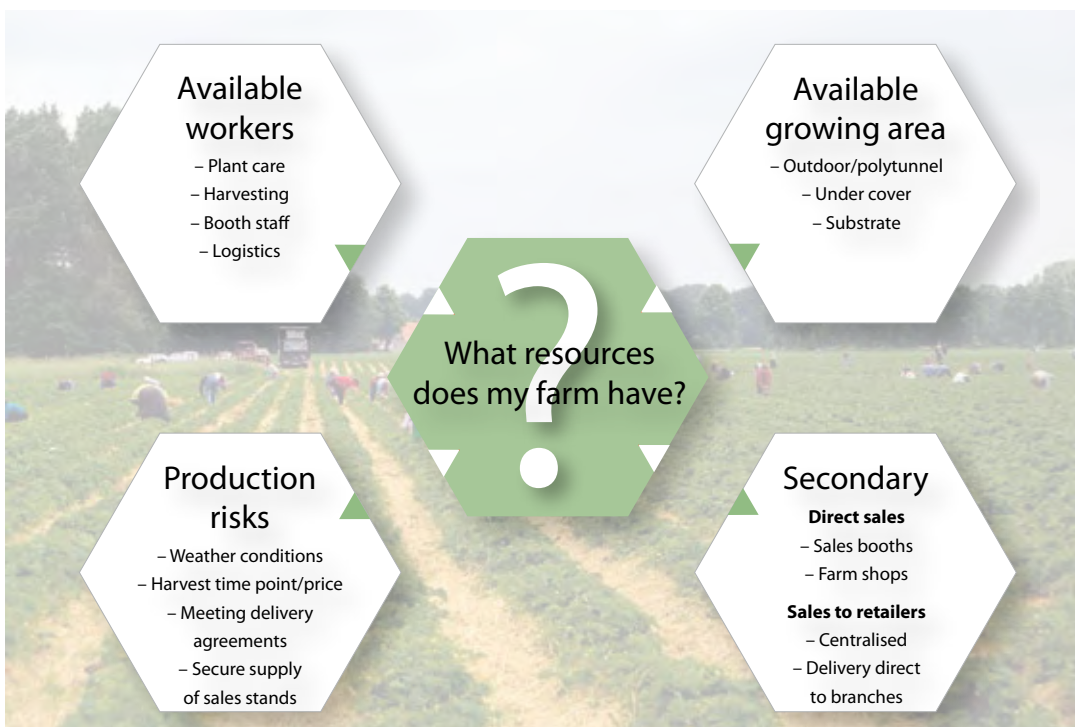 Available
workers
– Plant care
– Harvesting
– Booth staff
– Logistics
Available
growing area
– Outdoor/polytunnel
– Under cover
– Substrate
?
What resources
does my farm have?
Production
risks
– Weather conditions
– Harvest time point/price
– Meeting delivery
agreements
– Secure supply
of sales stands
Secondary
Direct sales
– Sales booths
– Farm shops
Sales to retailers
– Centralised
– Delivery direct
to branches